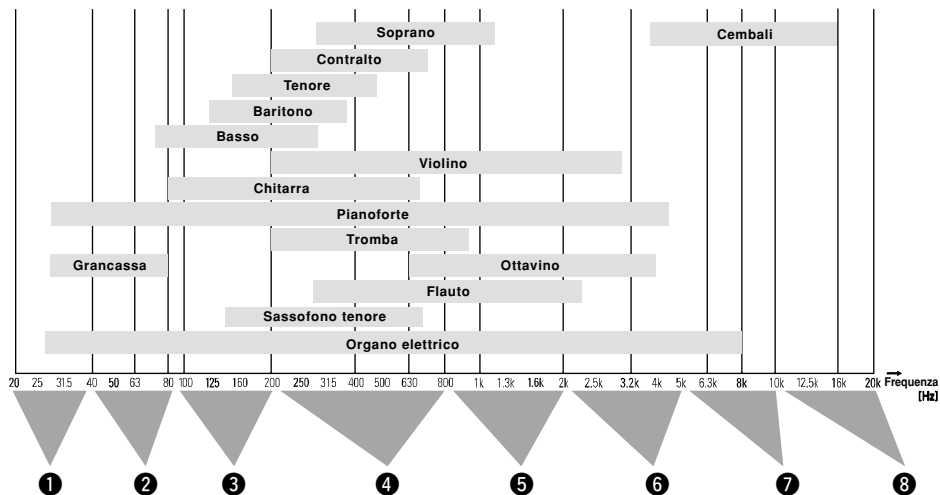 Soprano Cembali
Contralto
Tenore
Baritono
Basso
Violino
Chitarra
Pianoforte
Tromba
Grancassa Ottavino
Flauto
Sassofono tenore
Organo elettrico
20 25 31.5 40 50 63 80 100 125 160 200 250 315 400 500 630 800 1k 1.3k 1.6k 2k 2.5k 3.2k 4k 5k 6.3k 8k 10k 12.5k 16k 20k Frequenza
[Hz]
❶ ❷ ❸ ❹ ❺ ❻ ❼ ❽